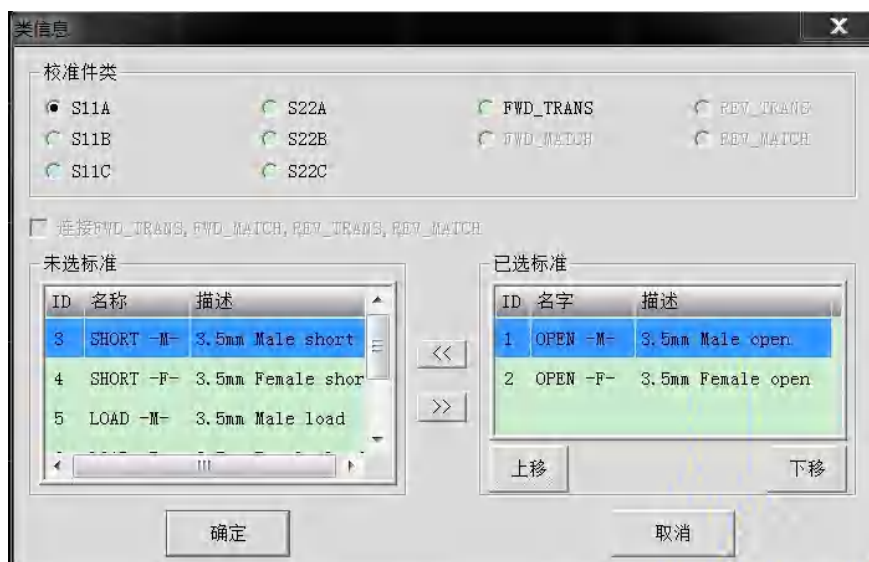 类信息
校准件类
S11A S22A FWD_TRANS REV_TRANS
S11B S22B FWD_MATCH REV_MATCH
S11C S22C
连接FWD_TRANS, FWD_MATCH, REV_TRANS, REV_MATCH
未选标准
ID 名称 描述
3 SHORT -M- 3.5mm Male short
4 SHORT -F- 3.5mm Female shor
5 LOAD -M- 3.5mm Male load
<<
>>
已选标准
ID 名字 描述
1 OPEN -M- 3.5mm Male open
2 OPEN -F- 3.5mm Female open
上移 下移
确定 取消